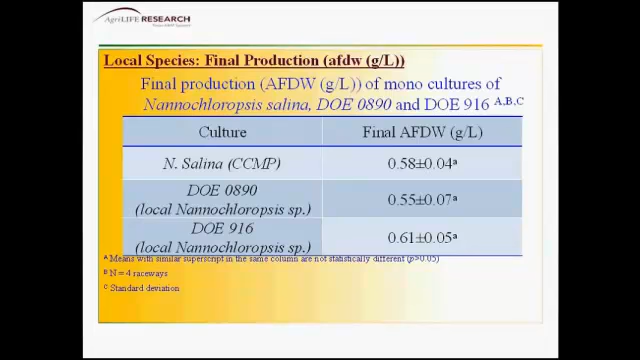 AgriLIFE RESEARCH
Local Species: Final Production (afdw (g/L))
Final production (AFDW (g/L)) of mono cultures of
Nannochloropsis salina, DOE 0890 and DOE 916 A,B,C
Culture Final AFDW (g/L)
N. Salina (CCMP) 0.58±0.04a
DOE 0890
(local Nannochloropsis sp.) 0.55±0.07a
DOE 916
(local Nannochloropsis sp.) 0.61±0.05a
A Means with similar superscript in the same column are not statistically different (p>0.05)
B N = 4 raceways
C Standard deviation